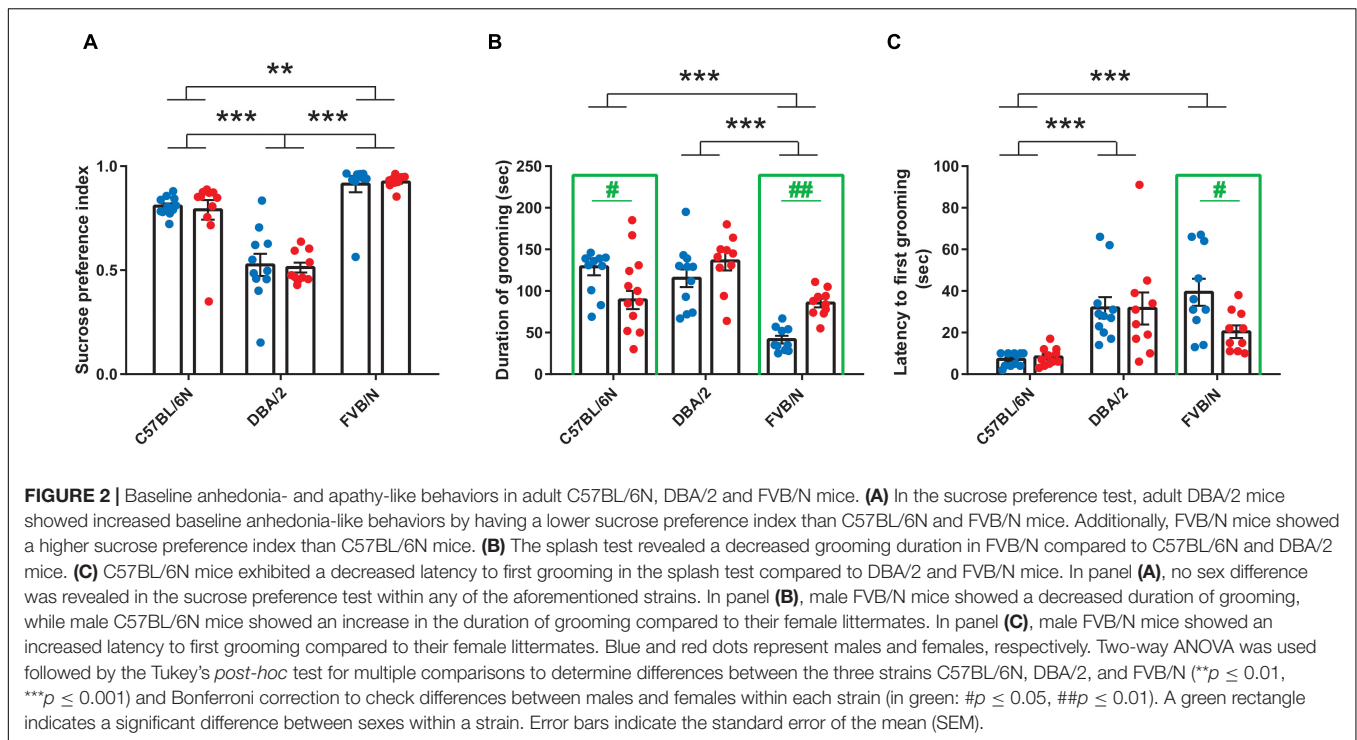 A
B
C
**
***
***
***
***
***
***
Sucrose preference index
1.0
0.5
0.0
C57BL/6N
DBA/2
FVB/N
Duration of grooming (sec)
250
200
150
100
50
0
#
##
C57BL/6N
DBA/2
FVB/N
Latency to first grooming
(sec)
100
80
60
40
20
0
#
C57BL/6N
DBA/2
FVB/N
FIGURE 2 | Baseline anhedonia- and apathy-like behaviors in adult C57BL/6N, DBA/2 and FVB/N mice. (A) In the sucrose preference test, adult DBA/2 mice
showed increased baseline anhedonia-like behaviors by having a lower sucrose preference index than C57BL/6N and FVB/N mice. Additionally, FVB/N mice showed
a higher sucrose preference index than C57BL/6N mice. (B) The splash test revealed a decreased grooming duration in FVB/N compared to C57BL/6N and DBA/2
mice. (C) C57BL/6N mice exhibited a decreased latency to first grooming in the splash test compared to DBA/2 and FVB/N mice. In panel (A), no sex difference
was revealed in the sucrose preference test within any of the aforementioned strains. In panel (B), male FVB/N mice showed a decreased duration of grooming,
while male C57BL/6N mice showed an increase in the duration of grooming compared to their female littermates. In panel (C), male FVB/N mice showed an
increased latency to first grooming compared to their female littermates. Blue and red dots represent males and females, respectively. Two-way ANOVA was used
followed by the Tukey's post-hoc test for multiple comparisons to determine differences between the three strains C57BL/6N, DBA/2, and FVB/N (**p ≤ 0.01,
***p ≤ 0.001) and Bonferroni correction to check differences between males and females within each strain (in green: #p ≤ 0.05, ##p ≤ 0.01). A green rectangle
indicates a significant difference between sexes within a strain. Error bars indicate the standard error of the mean (SEM).